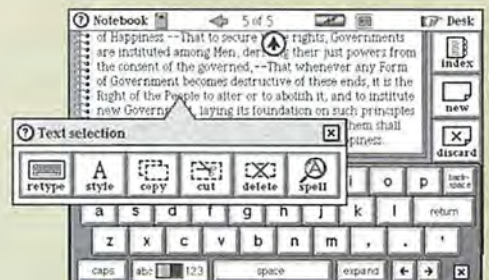 Notebook 5 of 5 Desk
of Happiness --That to secure rights, Governments
are instituted among Men, their just powers from
the consent of the governed, --That whenever any Form
of Government becomes destructive of these ends, it is the
Right of the People to alter or to abolish it, and to institute
new laying its foundation on such principles
them shall
index
new
discard
Text selection
retype style copy cut delete spell
i o p back-space
a s d f g h j k l return
z x c v b n m , . '
caps abc 123 space expand